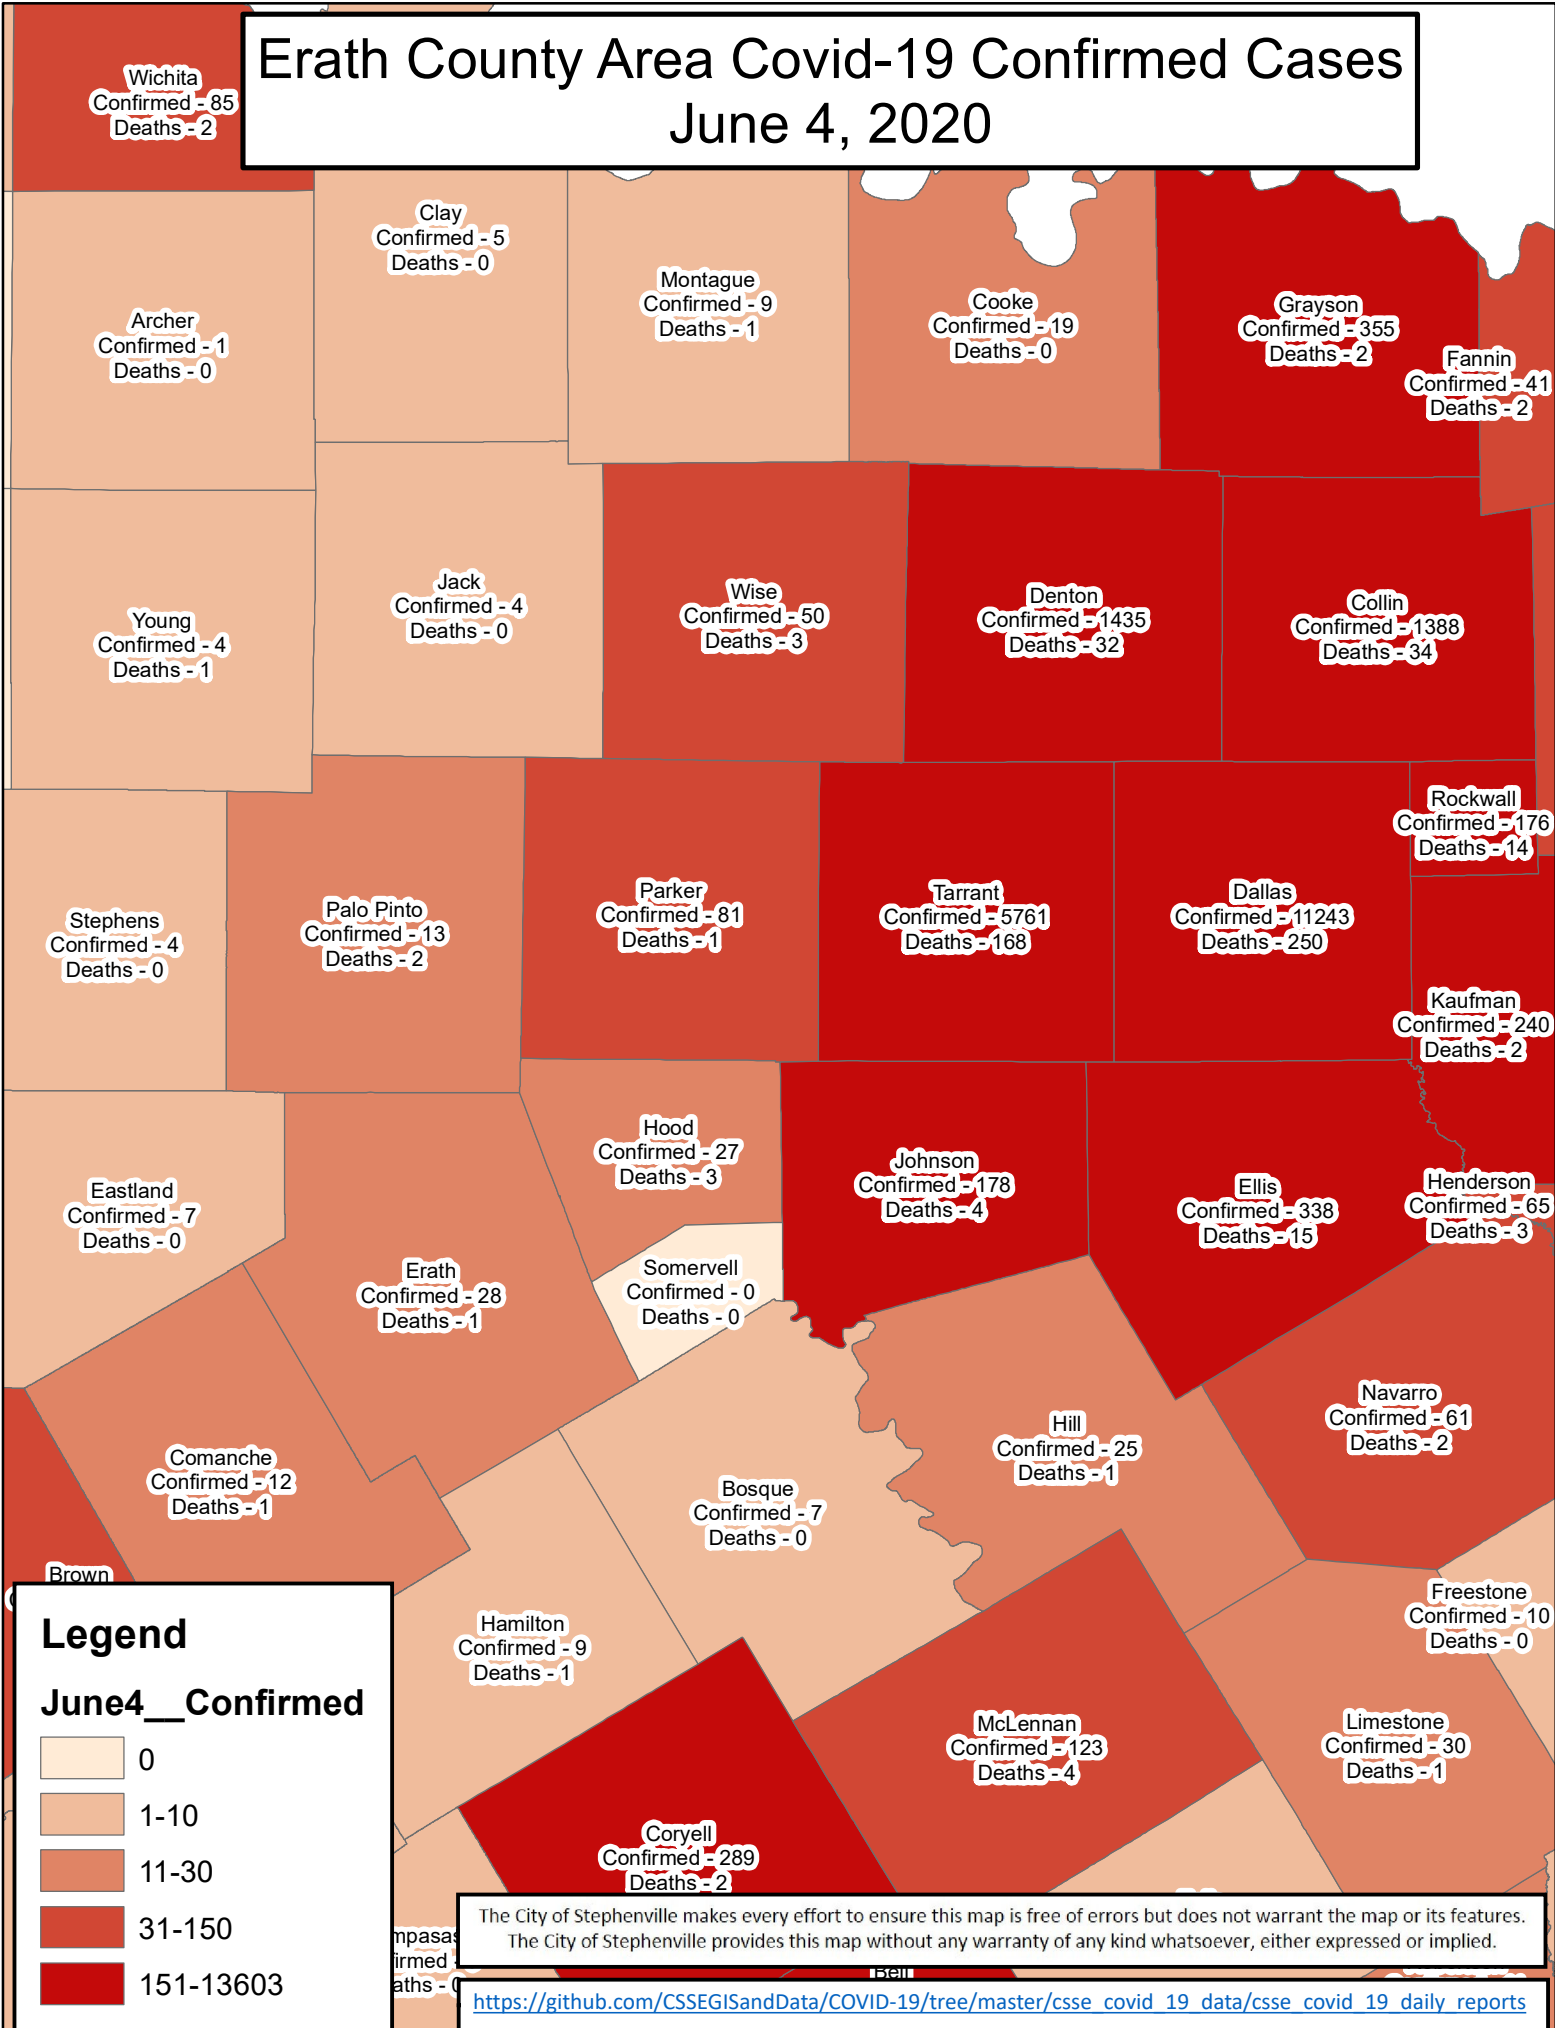 Erath County Area Covid-19 Confirmed Cases
June 4, 2020
Wichita
Confirmed - 85
Deaths - 2
Clay
Confirmed - 5
Deaths - 0
Montague
Confirmed - 9
Deaths - 1
Cooke
Confirmed - 19
Deaths - 0
Grayson
Confirmed - 355
Deaths - 2
Fannin
Confirmed - 41
Deaths - 2
Archer
Confirmed - 1
Deaths - 0
Young
Confirmed - 4
Deaths - 1
Jack
Confirmed - 4
Deaths - 0
Wise
Confirmed - 50
Deaths - 3
Denton
Confirmed - 1435
Deaths - 32
Collin
Confirmed - 1388
Deaths - 34
Rockwall
Confirmed - 176
Deaths - 14
Stephens
Confirmed - 4
Deaths - 0
Palo Pinto
Confirmed - 13
Deaths - 2
Parker
Confirmed - 81
Deaths - 1
Tarrant
Confirmed - 5761
Deaths - 168
Dallas
Confirmed - 11243
Deaths - 250
Kaufman
Confirmed - 240
Deaths - 2
Eastland
Confirmed - 7
Deaths - 0
Hood
Confirmed - 27
Deaths - 3
Johnson
Confirmed - 178
Deaths - 4
Ellis
Confirmed - 338
Deaths - 15
Henderson
Confirmed - 65
Deaths - 3
Erath
Confirmed - 28
Deaths - 1
Somervell
Confirmed - 0
Deaths - 0
Comanche
Confirmed - 12
Deaths - 1
Bosque
Confirmed - 7
Deaths - 0
Hill
Confirmed - 25
Deaths - 1
Navarro
Confirmed - 61
Deaths - 2
Brown
Hamilton
Confirmed - 9
Deaths - 1
Freestone
Confirmed - 10
Deaths - 0
McLennan
Confirmed - 123
Deaths - 4
Limestone
Confirmed - 30
Deaths - 1
Coryell
Confirmed - 289
Deaths - 2
mpasas
firmed -
aths - 0
Bell
Legend
June4__Confirmed
0
1-10
11-30
31-150
151-13603
The City of Stephenville makes every effort to ensure this map is free of errors but does not warrant the map or its features.
The City of Stephenville provides this map without any warranty of any kind whatsoever, either expressed or implied.
https://github.com/CSSEGISandData/COVID-19/tree/master/csse_covid_19_data/csse_covid_19_daily_reports